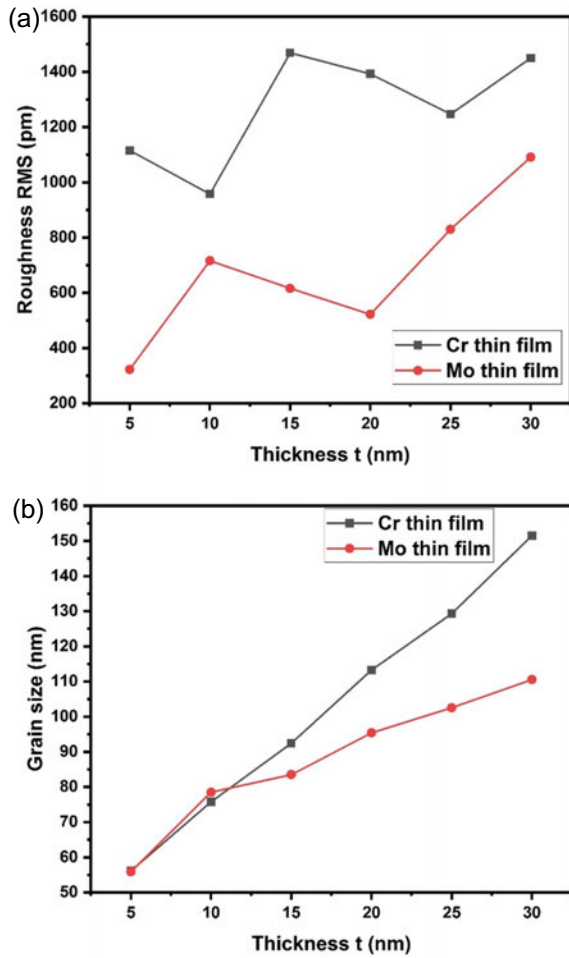 (a)
1600
1400
1200
1000
800
600
400
200
Roughness RMS (pm)
Cr thin film
Mo thin film
5 10 15 20 25 30
Thickness t (nm)
(b)
160
150
140
130
120
110
100
90
80
70
60
50
Grain size (nm)
Cr thin film
Mo thin film
5 10 15 20 25 30
Thickness t (nm)